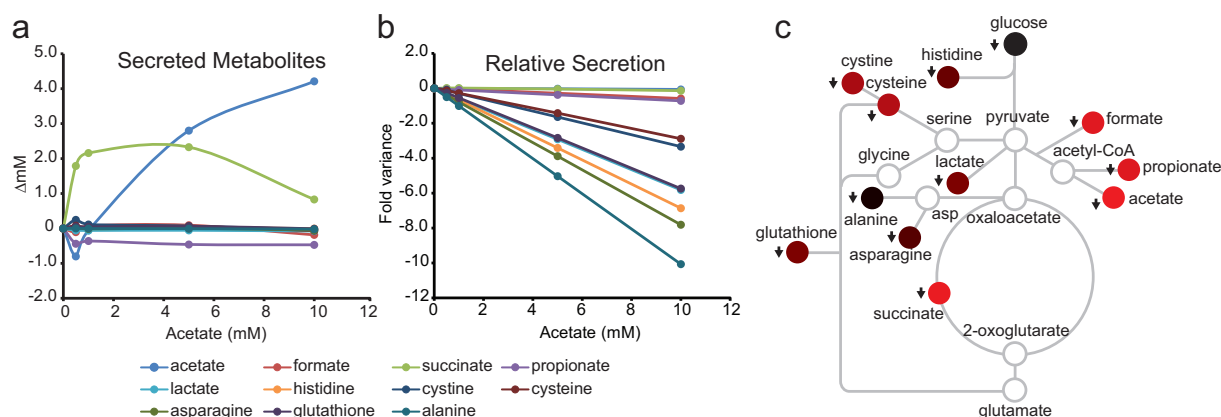 a
Secreted Metabolites
5.0
4.0
3.0
2.0
1.0
0
-1.0
-2.0
ΔmM
0 2 4 6 8 10 12
Acetate (mM)
b
Relative Secretion
2
0
-2.0
-4.0
-6.0
-8.0
-10
-12
Fold variance
0 2 4 6 8 10 12
Acetate (mM)
acetate formate succinate propionate
lactate histidine cystine cysteine
asparagine glutathione alanine
c
glucose
histidine
cystine
cysteine
serine
pyruvate
formate
acetyl-CoA
propionate
glycine
lactate
acetate
alanine
asp
oxaloacetate
glutathione
asparagine
succinate
2-oxoglutarate
glutamate